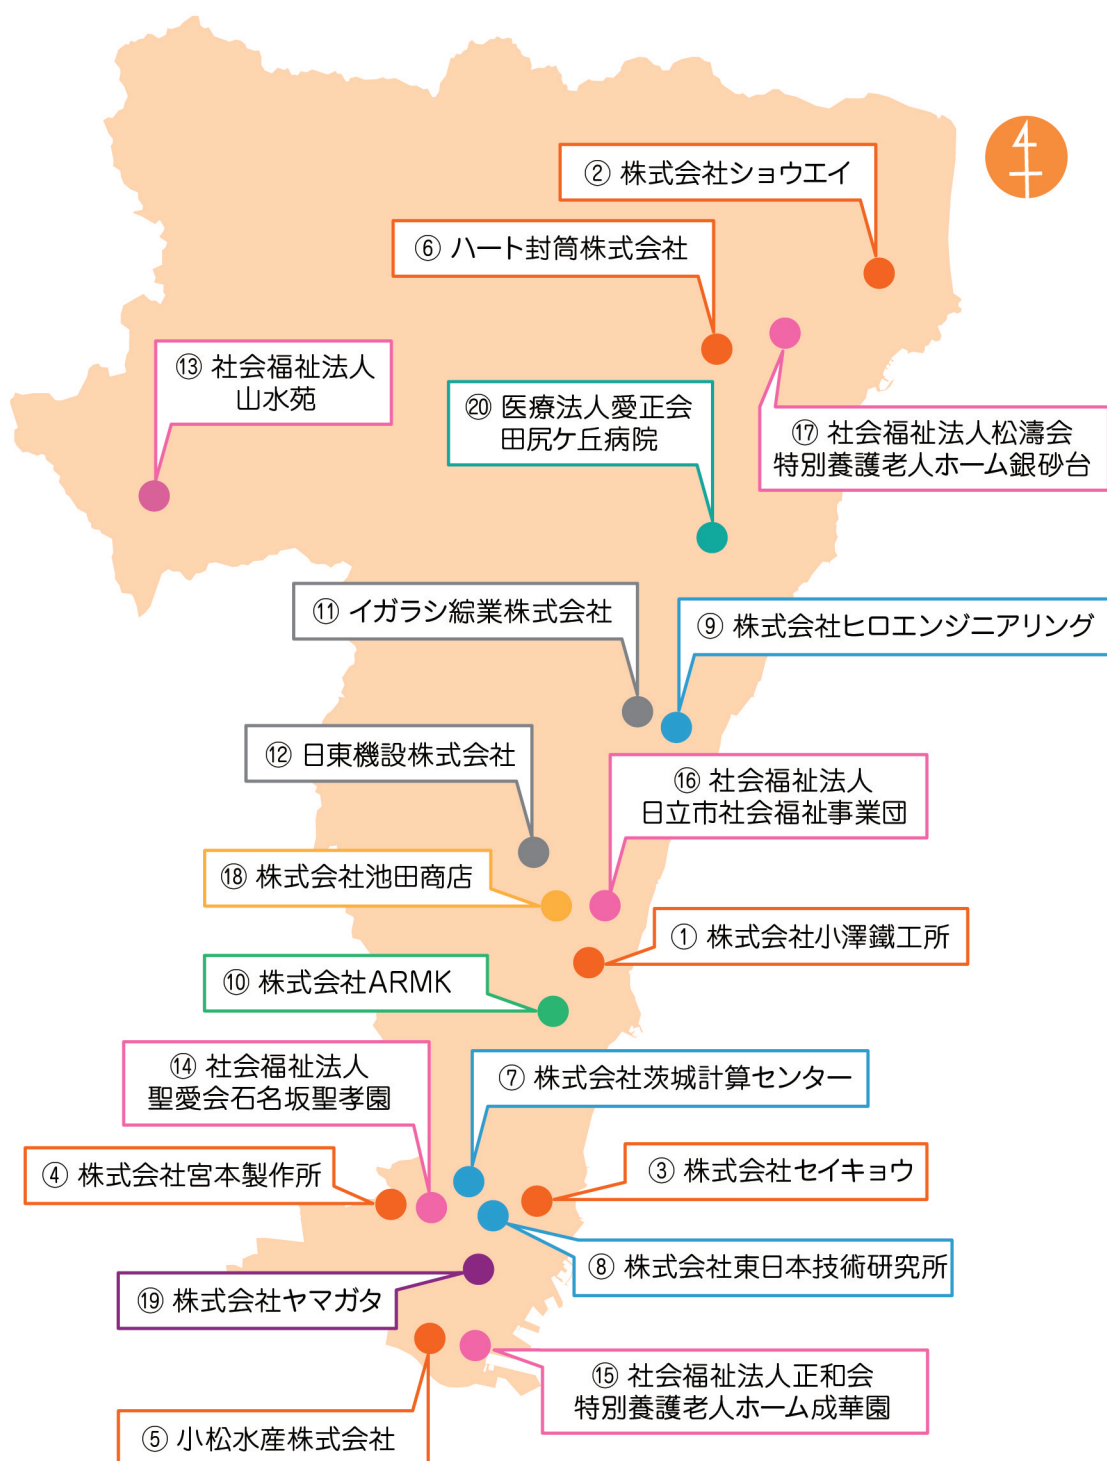 ② 株式会社ショウエイ
⑥ ハート封筒株式会社
⑬ 社会福祉法人
山水苑
⑳ 医療法人愛正会
田尻ケ丘病院
⑰ 社会福祉法人松濤会
特別養護老人ホーム銀砂台
⑪ イガラシ綜業株式会社
⑨ 株式会社ヒロエンジニアリング
⑫ 日東機設株式会社
⑯ 社会福祉法人
日立市社会福祉事業団
⑱ 株式会社池田商店
① 株式会社小澤鐵工所
⑩ 株式会社ARMK
⑭ 社会福祉法人
聖愛会石名坂聖孝園
⑦ 株式会社茨城計算センター
④ 株式会社宮本製作所
③ 株式会社セイキョウ
⑧ 株式会社東日本技術研究所
⑲ 株式会社ヤマガタ
⑮ 社会福祉法人正和会
特別養護老人ホーム成華園
⑤ 小松水産株式会社